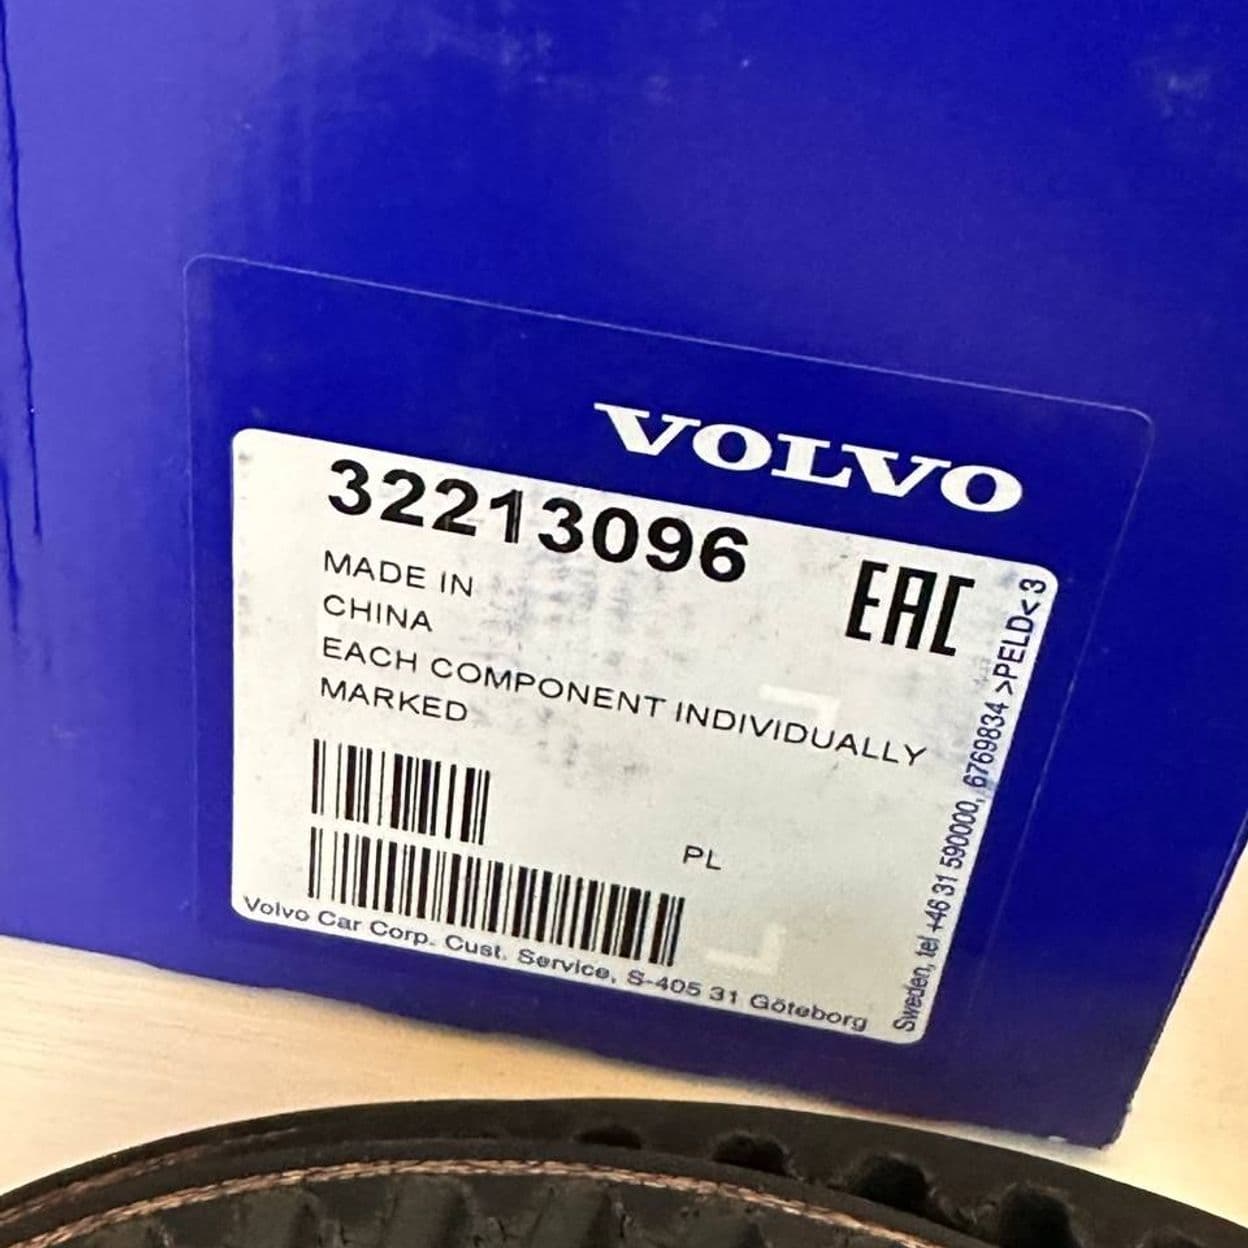 VOLVO
32213096
EAC
MADE IN
CHINA
EACH COMPONENT INDIVIDUALLY
MARKED
PL
Volvo Car Corp. Cust. Service, S-405 31 Göteborg
Sweden, tel +46 31 590000, 6769834 >PELD< 3